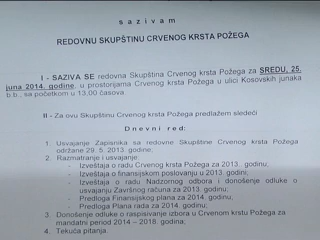 s a z i v a m
REDOVNU SKUPŠTINU CRVENOG KRSTA POŽEGA
I - SAZIVA SE redovna Skupština Crvenog krsta Požega za SREDU, 25.
juna 2014. godine, u prostorijama Crvenog krsta Požega u ulici Kosovskih junaka
b.b., sa početkom u 13,00 časova.
II - Za ovu Skupštinu Crvenog krsta Požega predlažem sledeći
D n e v n i  r e d :
1. Usvajanje Zapisnika sa redovne Skupštine Crvenog krsta Požega
održane 29. 5. 2013. godine.
2. Razmatranje i usvajanje
- Izveštaja o radu Crvenog krsta Požega za 2013. godinu;
- Izveštaja o finansijskom poslovanju u 2013. godini;
- Izveštaja o radu Nadzornog odbora i donošenje odluke o
usvajanju Završnog računa za 2013. godinu;
- Predloga Finansijskog plana za 2014. godinu,
- Predloga Plana rada za 2014. godinu.
3. Donošenje odluke o raspisivanju izbora u Crvenom krstu Požega za
mandatni period 2014 – 2018. godina;
4. Tekuća pitanja.